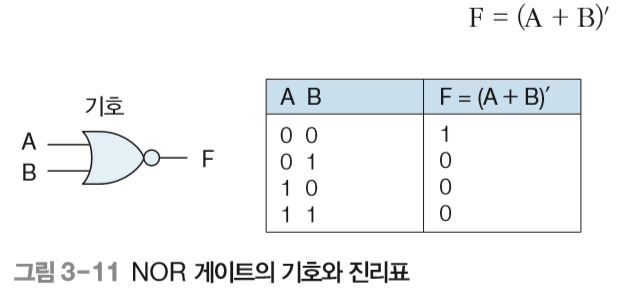 F = (A + B)′
기호
A
B
F
A B F = (A + B)′
0 0 1
0 1 0
1 0 0
1 1 0
그림 3-11 NOR 게이트의 기호와 진리표